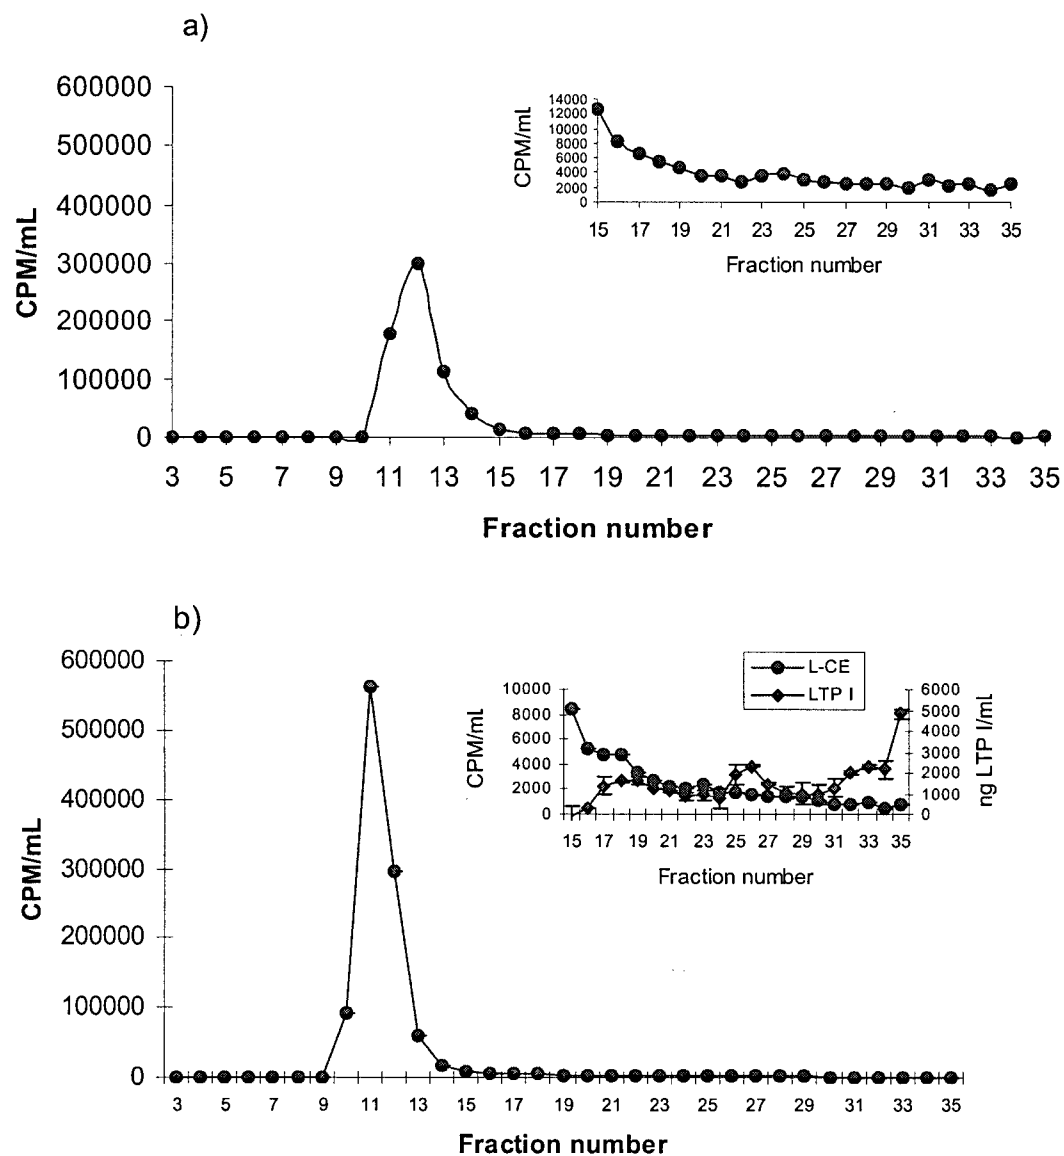 a)
600000
500000
400000
300000
200000
100000
0
CPM/mL
3 5 7 9 11 13 15 17 19 21 23 25 27 29 31 33 35
Fraction number
14000
12000
10000
8000
6000
4000
2000
0
CPM/mL
15 17 19 21 23 25 27 29 31 33 35
Fraction number
b)
600000
500000
400000
300000
200000
100000
0
CPM/mL
3 5 7 9 11 13 15 17 19 21 23 25 27 29 31 33 35
Fraction number
L-CE
LTP I
10000
8000
6000
4000
2000
0
CPM/mL
6000
5000
4000
3000
2000
1000
0
ng LTP I/mL
15 17 19 21 23 25 27 29 31 33 35
Fraction number